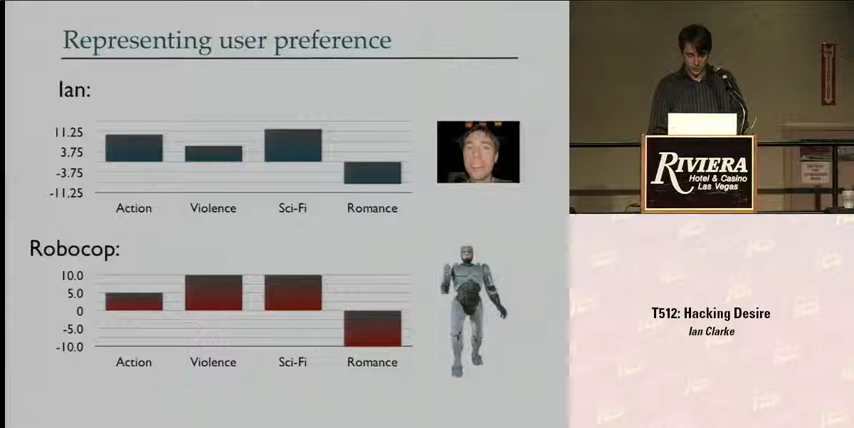 Representing user preference
Ian:
11.25
3.75
-3.75
-11.25
Action Violence Sci-Fi Romance
Robocop:
10.0
5.0
0
-5.0
-10.0
Action Violence Sci-Fi Romance
RIVIERA
Hotel & Casino
Las Vegas
T512: Hacking Desire
Ian Clarke